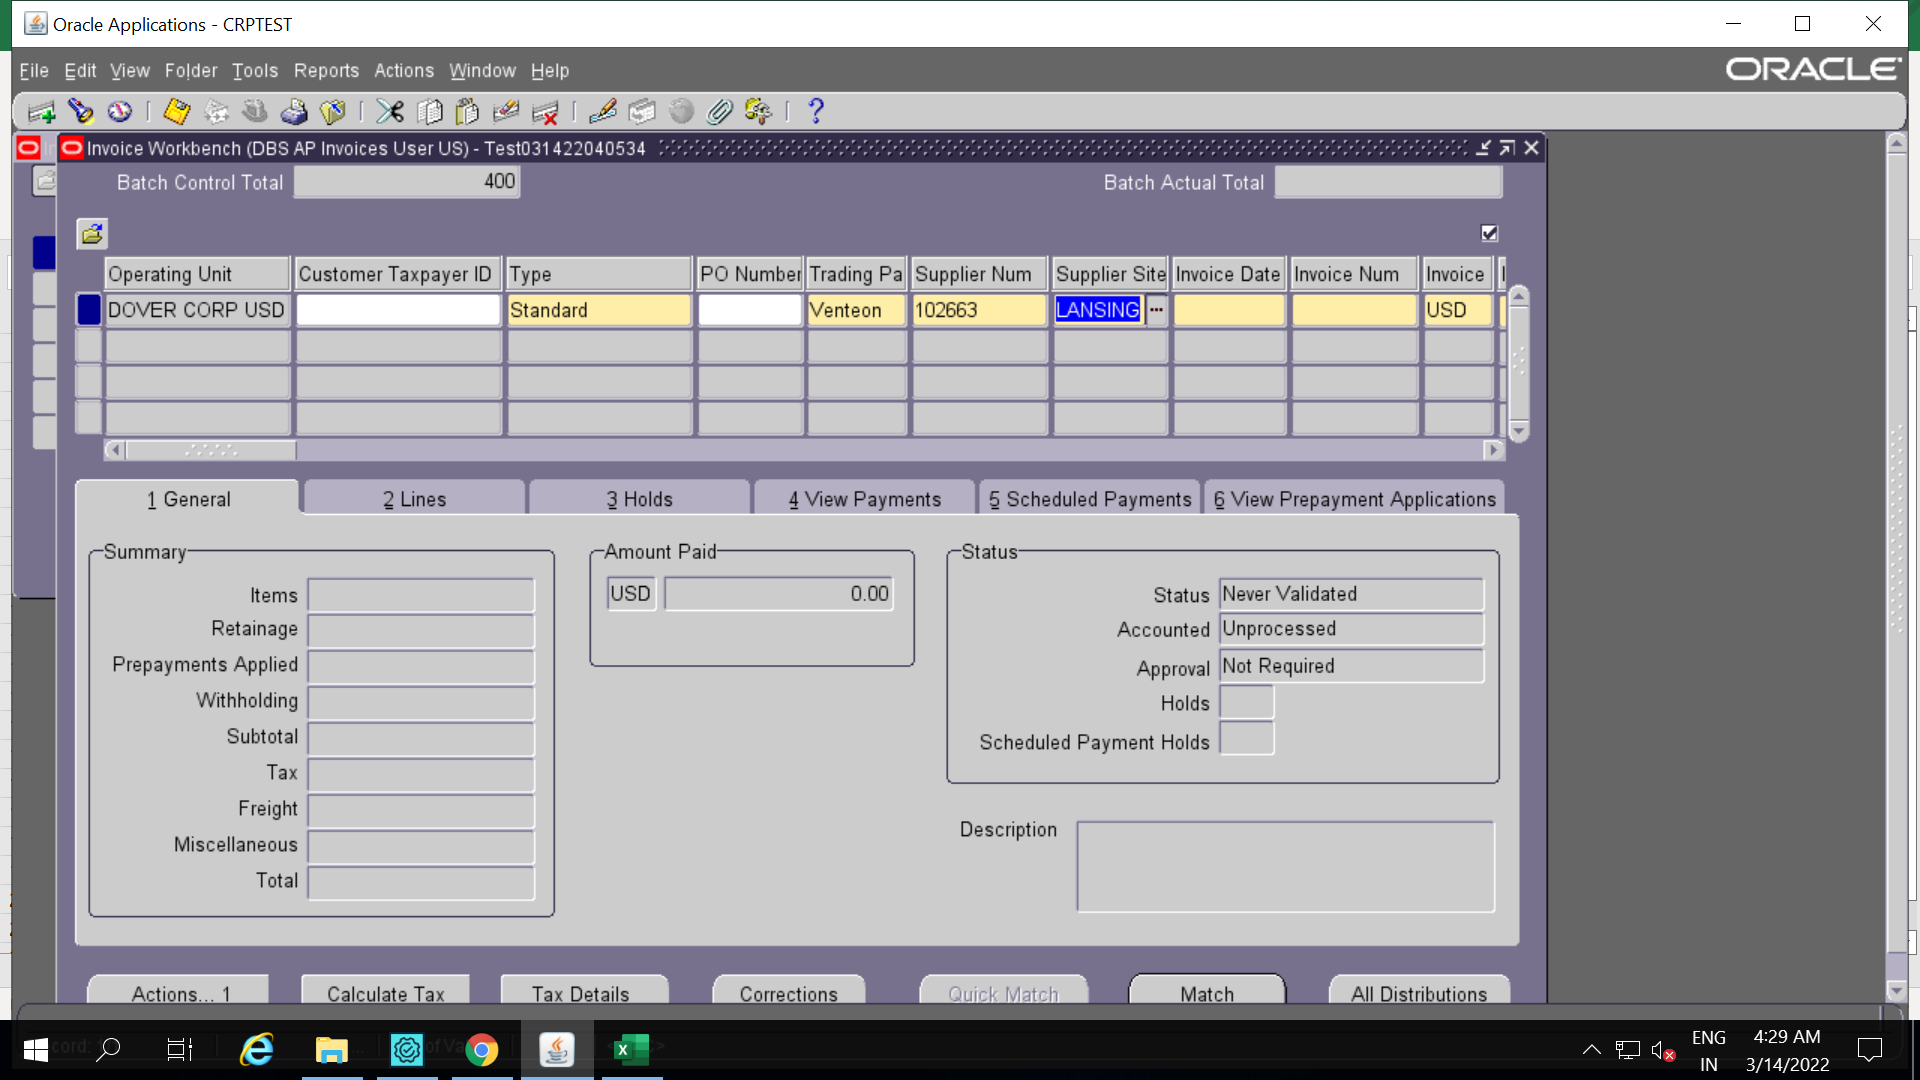 Oracle Applications - CRPTEST
File Edit View Folder Tools Reports Actions Window Help
ORACLE
Invoice Workbench (DBS AP Invoices User US) - Test031422040534
Batch Control Total 400 Batch Actual Total
Operating Unit Customer Taxpayer ID Type PO Number Trading Pa Supplier Num Supplier Site Invoice Date Invoice Num Invoice
DOVER CORP USD Standard Venteon 102663 LANSING ... USD
1 General 2 Lines 3 Holds 4 View Payments 5 Scheduled Payments 6 View Prepayment Applications
Summary Amount Paid Status
Items USD 0.00 Status Never Validated
Retainage Accounted Unprocessed
Prepayments Applied Approval Not Required
Withholding Holds
Subtotal Scheduled Payment Holds
Tax
Freight
Miscellaneous Description
Total
Actions... 1 Calculate Tax Tax Details Corrections Quick Match Match All Distributions
ENG 4:29 AM
IN 3/14/2022